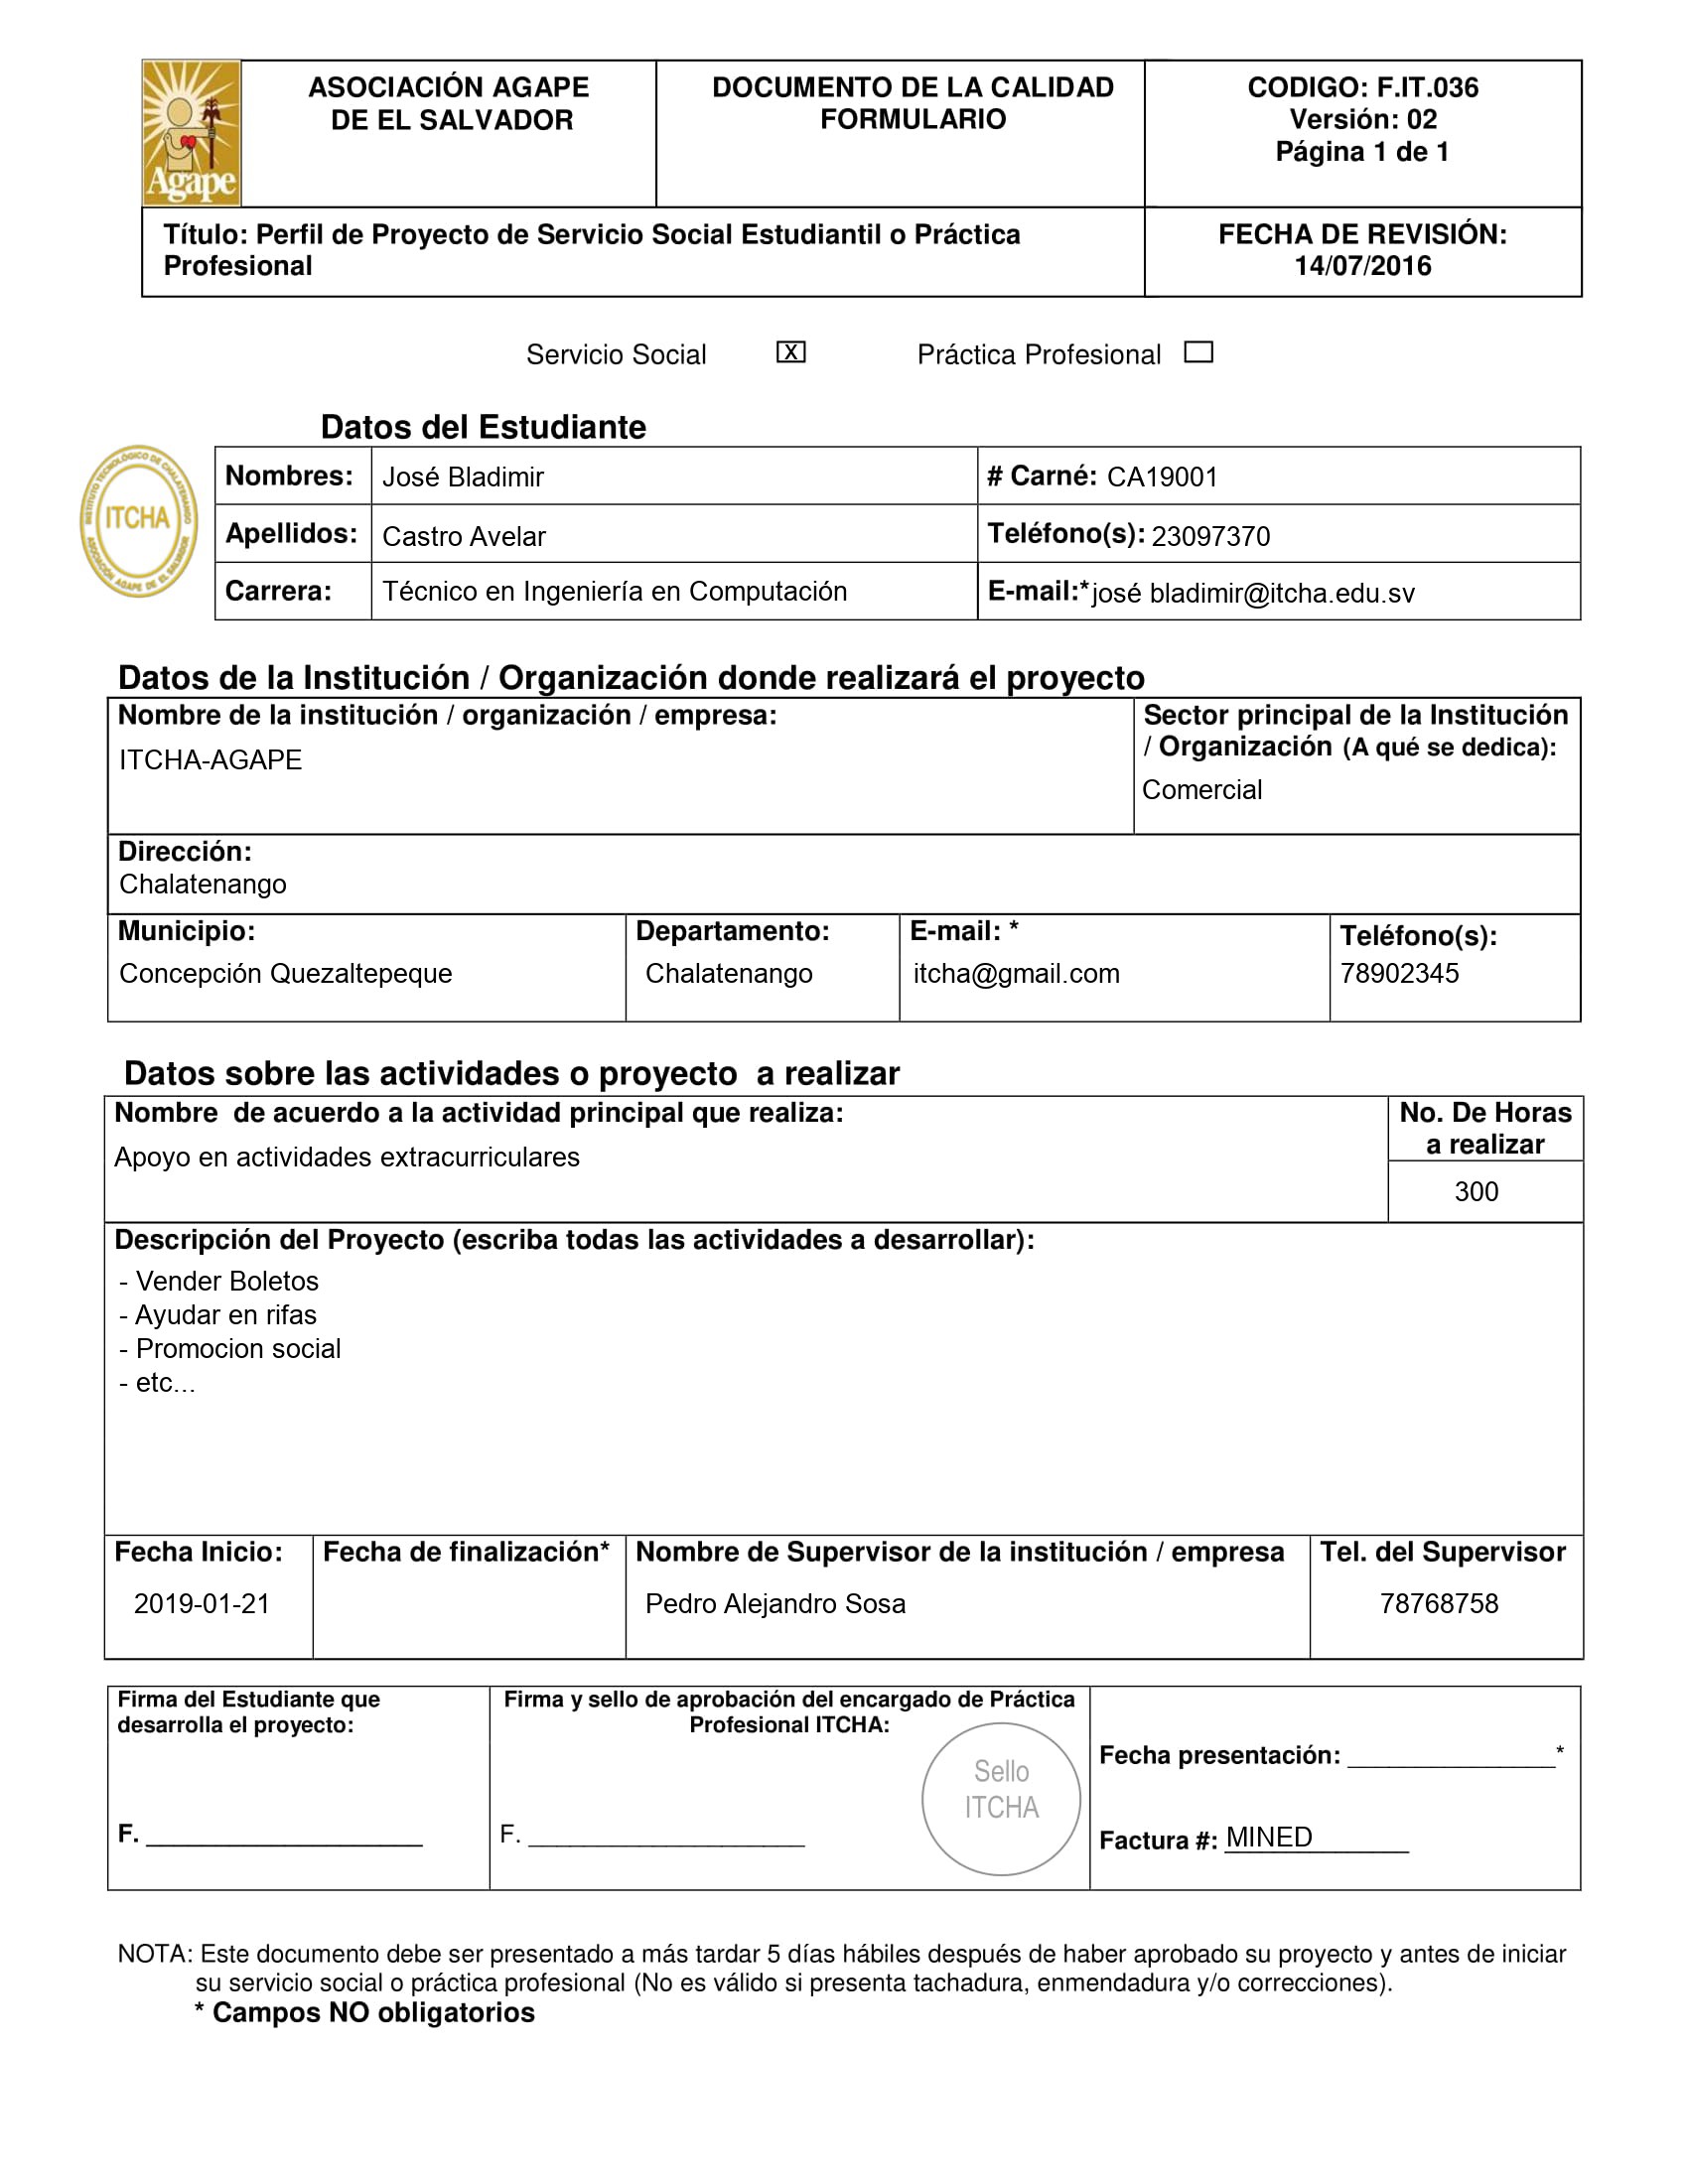 Agape
ASOCIACIÓN AGAPE
DE EL SALVADOR
DOCUMENTO DE LA CALIDAD
FORMULARIO
CODIGO: F.IT.036
Versión: 02
Página 1 de 1
Título: Perfil de Proyecto de Servicio Social Estudiantil o Práctica
Profesional
FECHA DE REVISIÓN:
14/07/2016
Servicio Social X Práctica Profesional
Datos del Estudiante
INSTITUTO TECNOLÓGICO DE CHALATENANGO
ITCHA
ASOCIACIÓN AGAPE DE EL SALVADOR
Nombres: José Bladimir # Carné: CA19001
Apellidos: Castro Avelar Teléfono(s): 23097370
Carrera: Técnico en Ingeniería en Computación E-mail:* josé bladimir@itcha.edu.sv
Datos de la Institución / Organización donde realizará el proyecto
Nombre de la institución / organización / empresa:
ITCHA-AGAPE
Sector principal de la Institución
/ Organización (A qué se dedica):
Comercial
Dirección:
Chalatenango
Municipio:
Concepción Quezaltepeque
Departamento:
Chalatenango
E-mail: *
itcha@gmail.com
Teléfono(s):
78902345
Datos sobre las actividades o proyecto a realizar
Nombre de acuerdo a la actividad principal que realiza:
Apoyo en actividades extracurriculares
No. De Horas
a realizar
300
Descripción del Proyecto (escriba todas las actividades a desarrollar):
- Vender Boletos
- Ayudar en rifas
- Promocion social
- etc...
Fecha Inicio:
2019-01-21
Fecha de finalización*
Nombre de Supervisor de la institución / empresa
Pedro Alejandro Sosa
Tel. del Supervisor
78768758
Firma del Estudiante que
desarrolla el proyecto:
F. ____________________
Firma y sello de aprobación del encargado de Práctica
Profesional ITCHA:
Sello
ITCHA
F. ____________________
Fecha presentación: _______________*
Factura #: MINED
NOTA: Este documento debe ser presentado a más tardar 5 días hábiles después de haber aprobado su proyecto y antes de iniciar
su servicio social o práctica profesional (No es válido si presenta tachadura, enmendadura y/o correcciones).
* Campos NO obligatorios